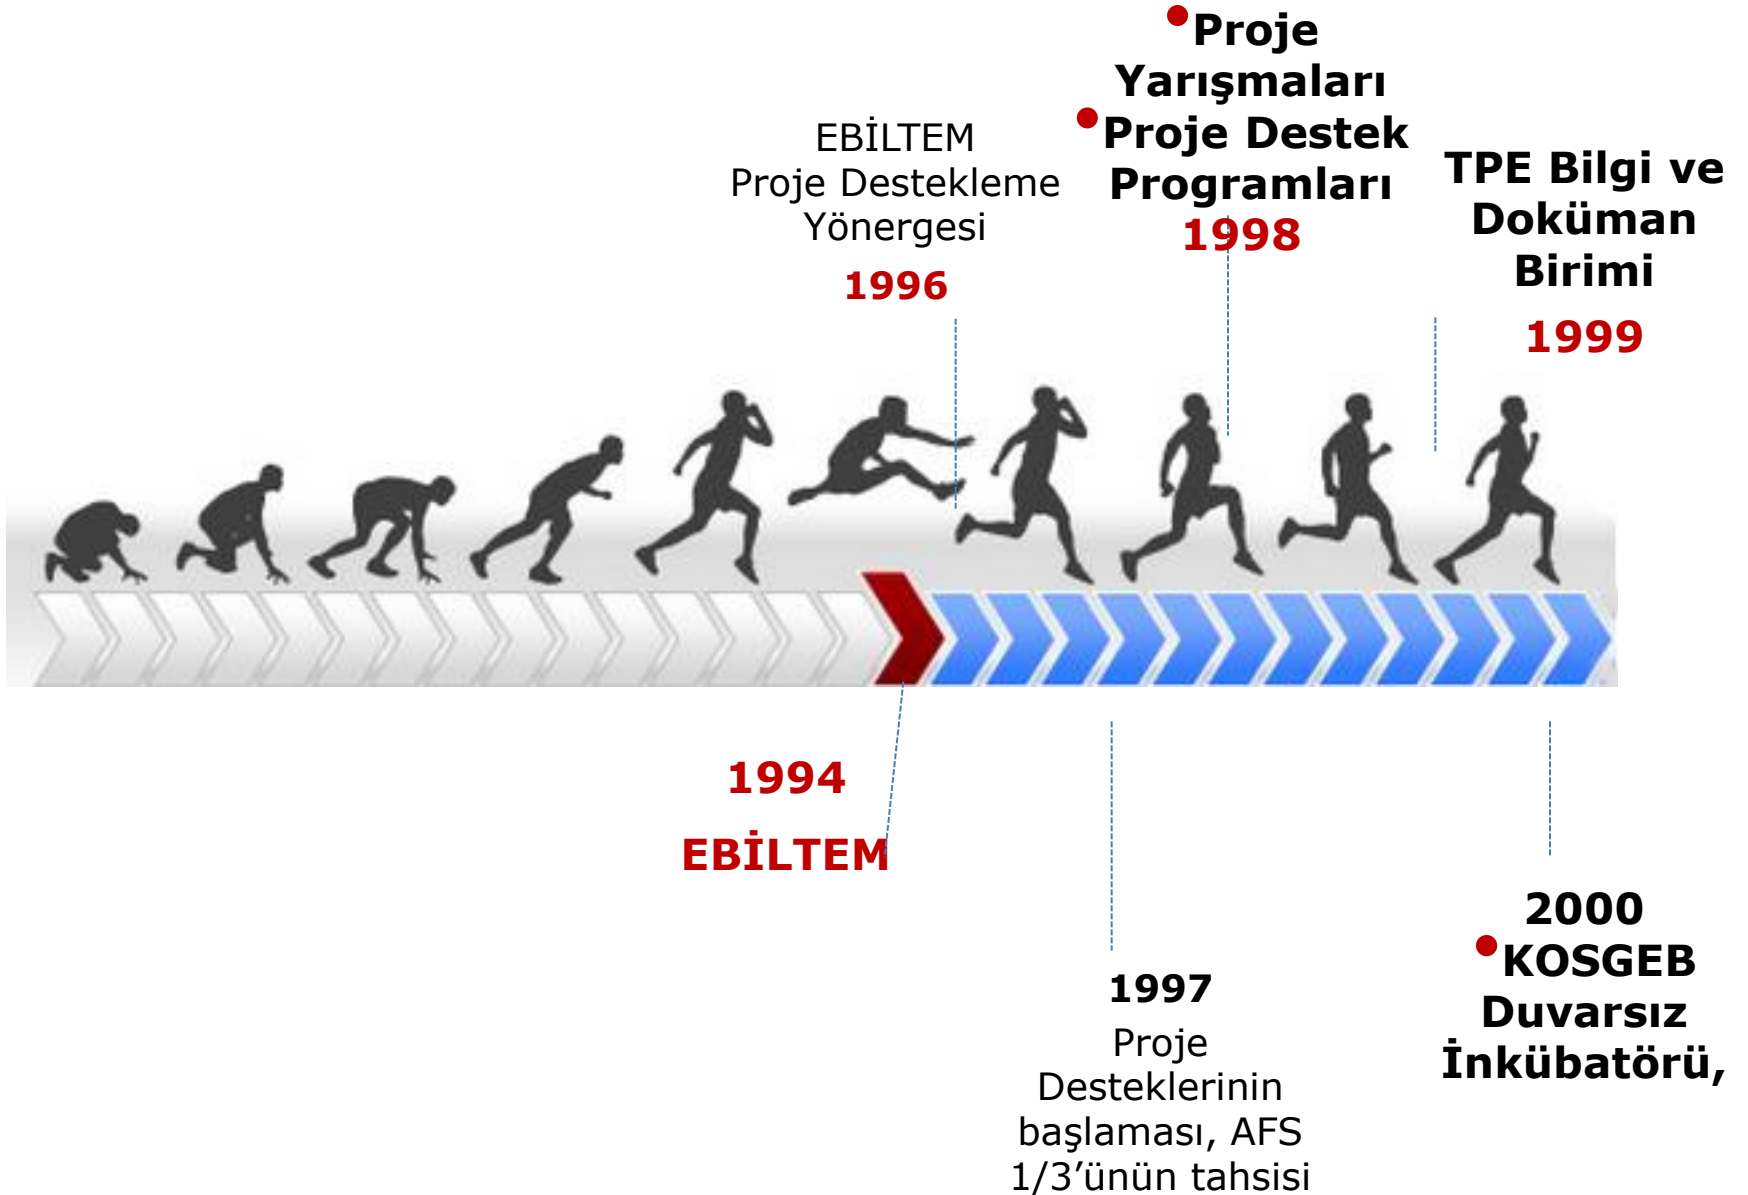 EBİLTEM
Proje Destekleme
Yönergesi
1996
•Proje
Yarışmaları
•Proje Destek
Programları
1998
TPE Bilgi ve
Doküman
Birimi
1999
1994
EBİLTEM
1997
Proje
Desteklerinin
başlaması, AFS
1/3’ünün tahsisi
2000
•KOSGEB
Duvarsız
İnkübatörü,